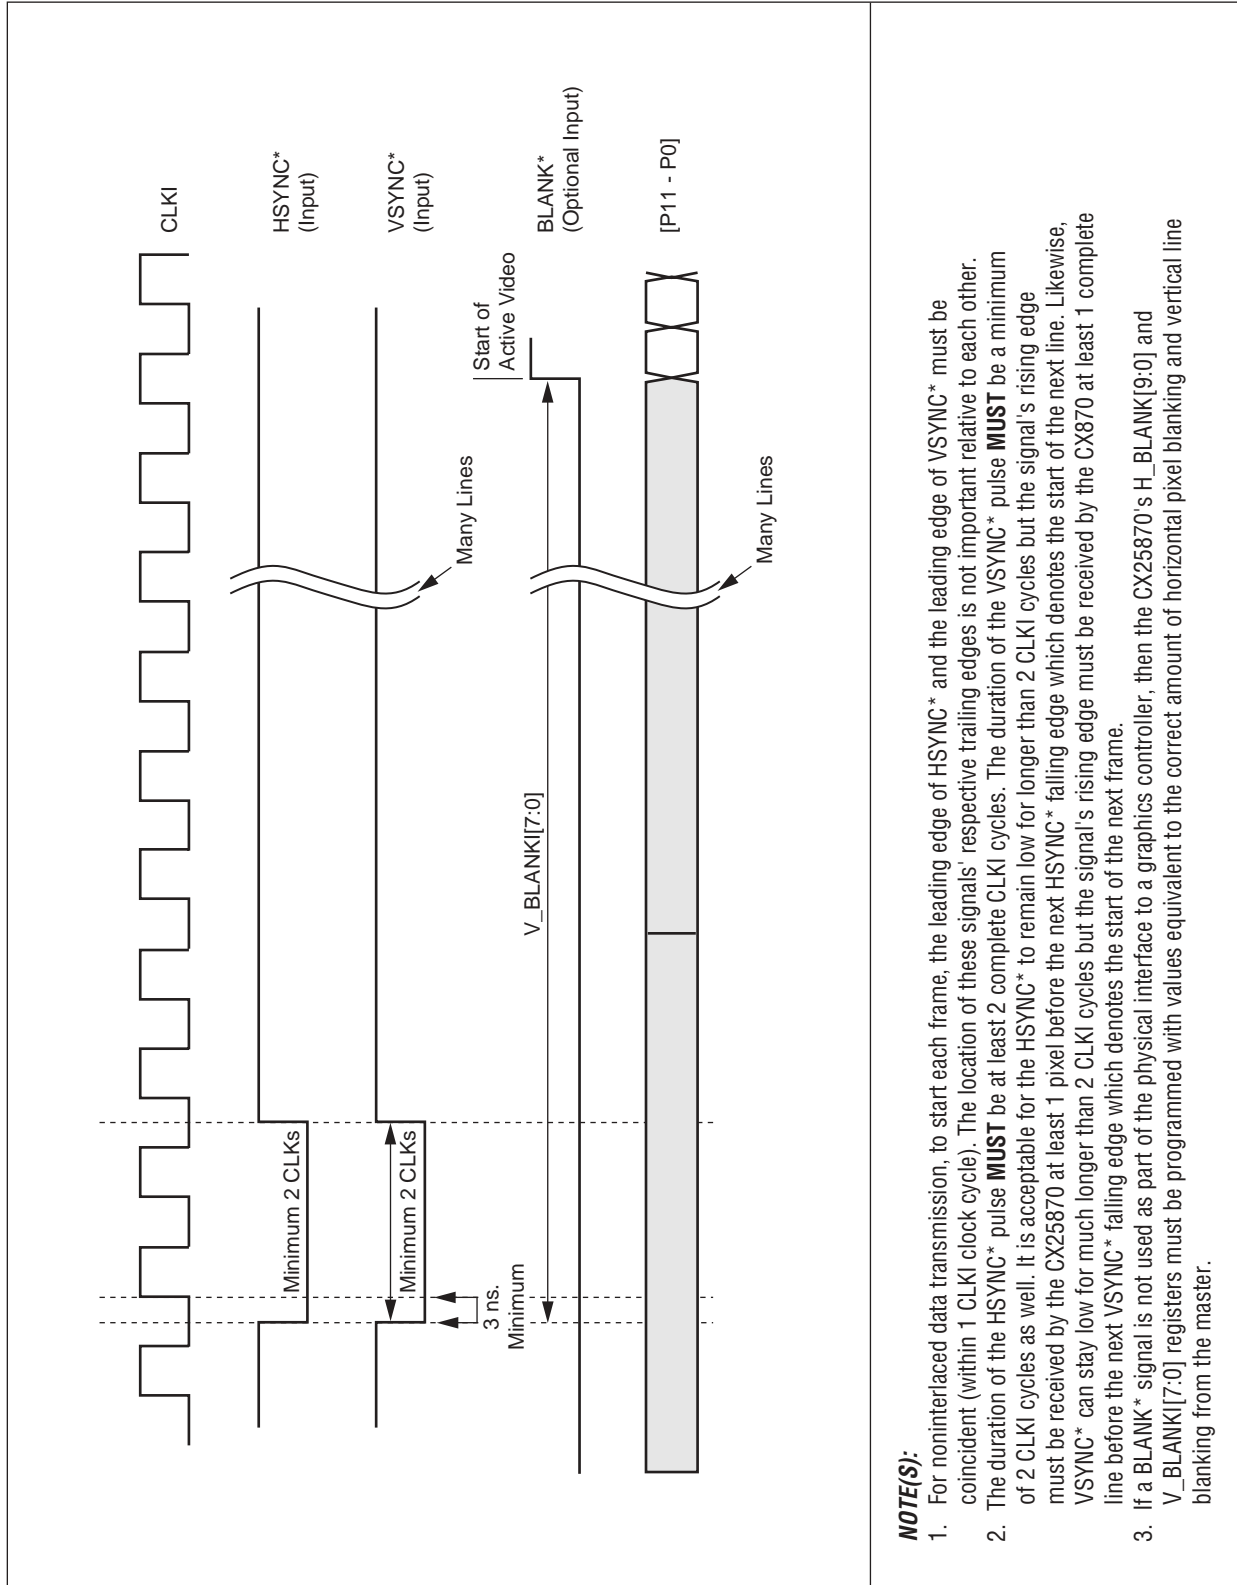 CLKI
HSYNC*
(Input)
VSYNC*
(Input)
BLANK*
(Optional Input)
[P11 - P0]
Start of
Active Video
Many Lines
Many Lines
V_BLANKI[7:0]
Minimum 2 CLKs
Minimum 2 CLKs
3 ns.
Minimum
NOTE(S):
1. For noninterlaced data transmission, to start each frame, the leading edge of HSYNC* and the leading edge of VSYNC* must be
coincident (within 1 CLKI clock cycle). The location of these signals' respective trailing edges is not important relative to each other.
2. The duration of the HSYNC* pulse MUST be at least 2 complete CLKI cycles. The duration of the VSYNC* pulse MUST be a minimum
of 2 CLKI cycles as well. It is acceptable for the HSYNC* to remain low for longer than 2 CLKI cycles but the signal's rising edge
must be received by the CX25870 at least 1 pixel before the next HSYNC* falling edge which denotes the start of the next line. Likewise,
VSYNC* can stay low for much longer than 2 CLKI cycles but the signal's rising edge must be received by the CX870 at least 1 complete
line before the next VSYNC* falling edge which denotes the start of the next frame.
3. If a BLANK* signal is not used as part of the physical interface to a graphics controller, then the CX25870's H_BLANK[9:0] and
V_BLANKI[7:0] registers must be programmed with values equivalent to the correct amount of horizontal pixel blanking and vertical line
blanking from the master.